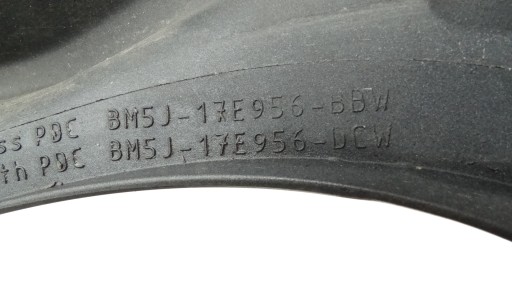 ss PDC BM5J-17E956-BBW
th PDC BM5J-17E956-DCW